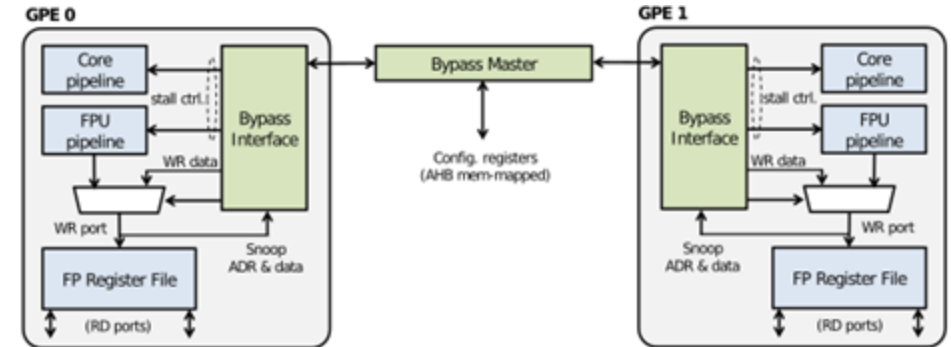 GPE 0
Core
pipeline
stall ctrl.
FPU
pipeline
Bypass
Interface
WR data
WR port
Snoop
ADR & data
FP Register File
(RD ports)
Bypass Master
Config. registers
(AHB mem-mapped)
GPE 1
Bypass
Interface
Core
pipeline
stall ctrl.
FPU
pipeline
WR data
WR port
Snoop
ADR & data
FP Register File
(RD ports)